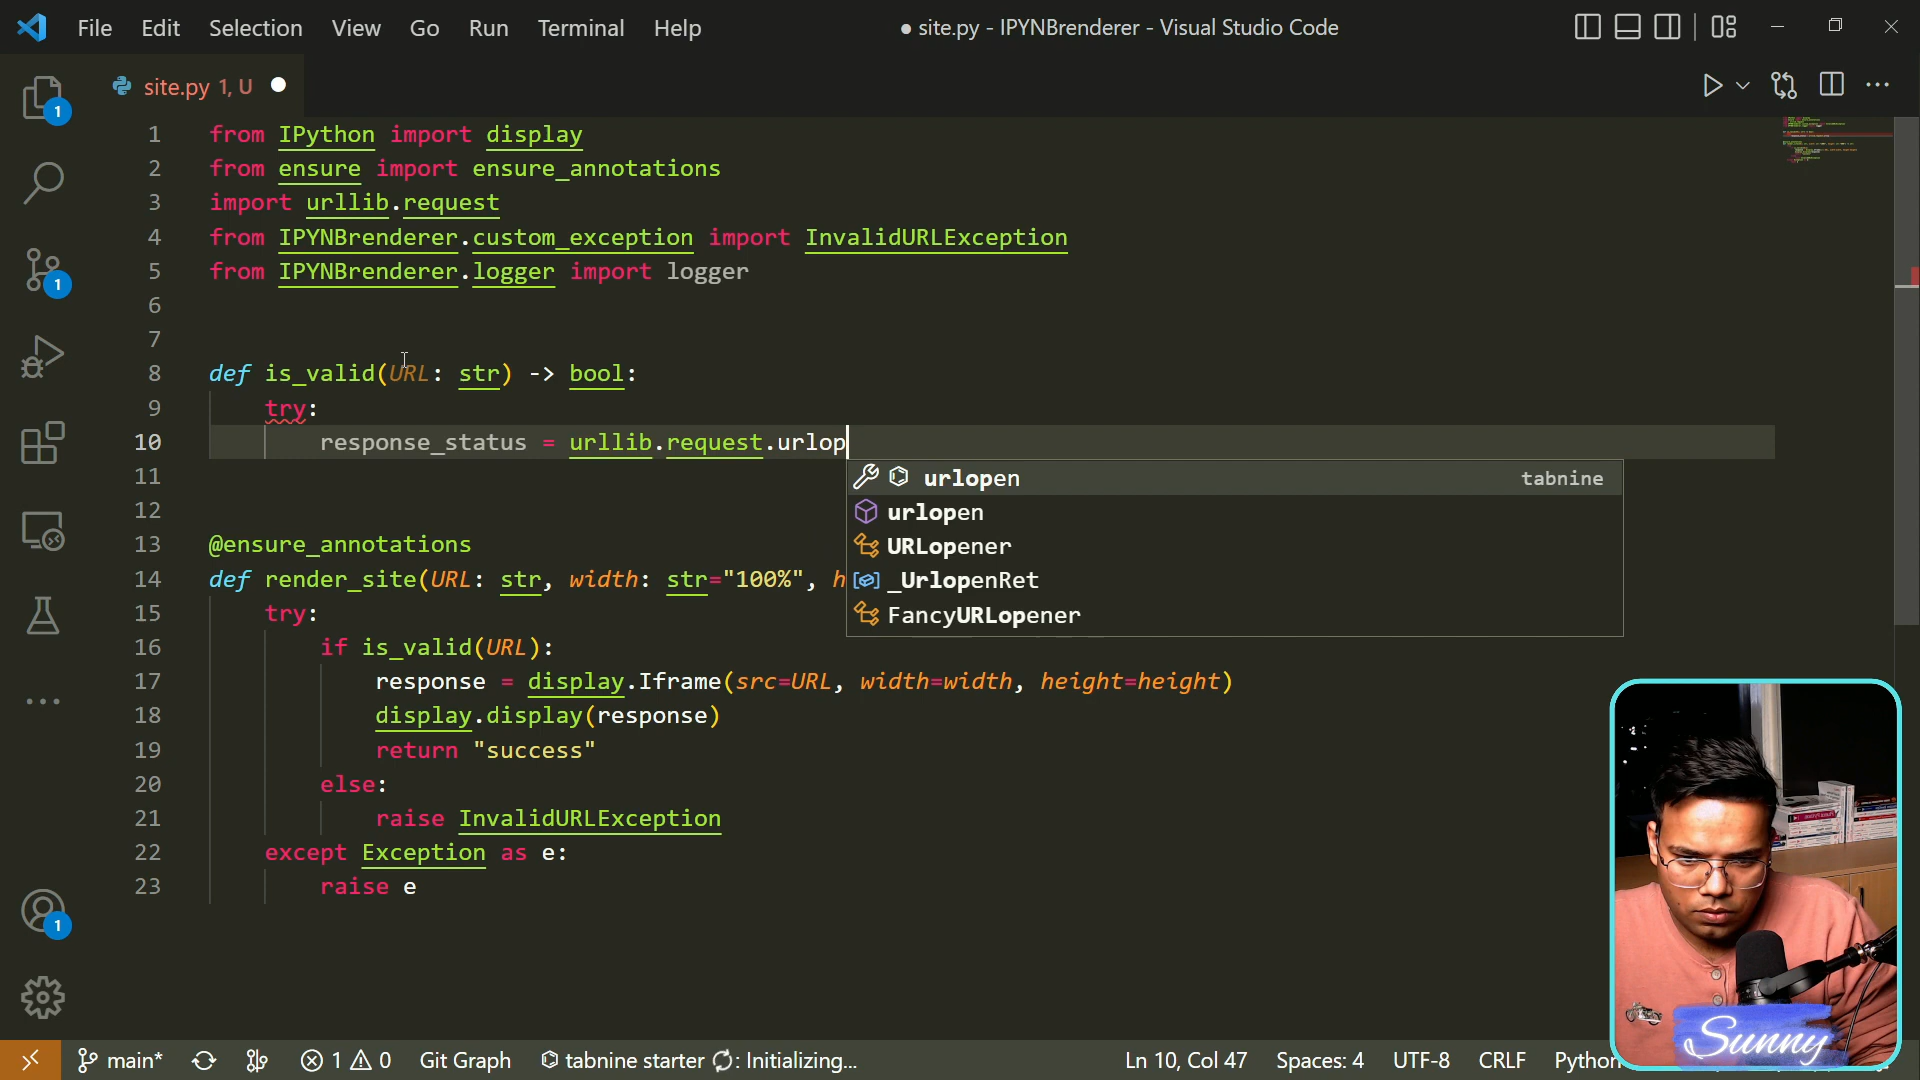 File Edit Selection View Go Run Terminal Help
● site.py - IPYNBrenderer - Visual Studio Code
site.py 1, U
1 from IPython import display
2 from ensure import ensure_annotations
3 import urllib.request
4 from IPYNBrenderer.custom_exception import InvalidURLException
5 from IPYNBrenderer.logger import logger
6
7
8 def is_valid(URL: str) -> bool:
9 try:
10 response_status = urllib.request.urlop
11
urlopen tabnine
12
urlopen
URLopener
_UrlopenRet
FancyURLopener
13 @ensure_annotations
14 def render_site(URL: str, width: str="100%", h
15 try:
16 if is_valid(URL):
17 response = display.Iframe(src=URL, width=width, height=height)
18 display.display(response)
19 return "success"
20 else:
21 raise InvalidURLException
22 except Exception as e:
23 raise e
1
1
1
Sunny
main* 1 0 Git Graph tabnine starter : Initializing... Ln 10, Col 47 Spaces: 4 UTF-8 CRLF Python